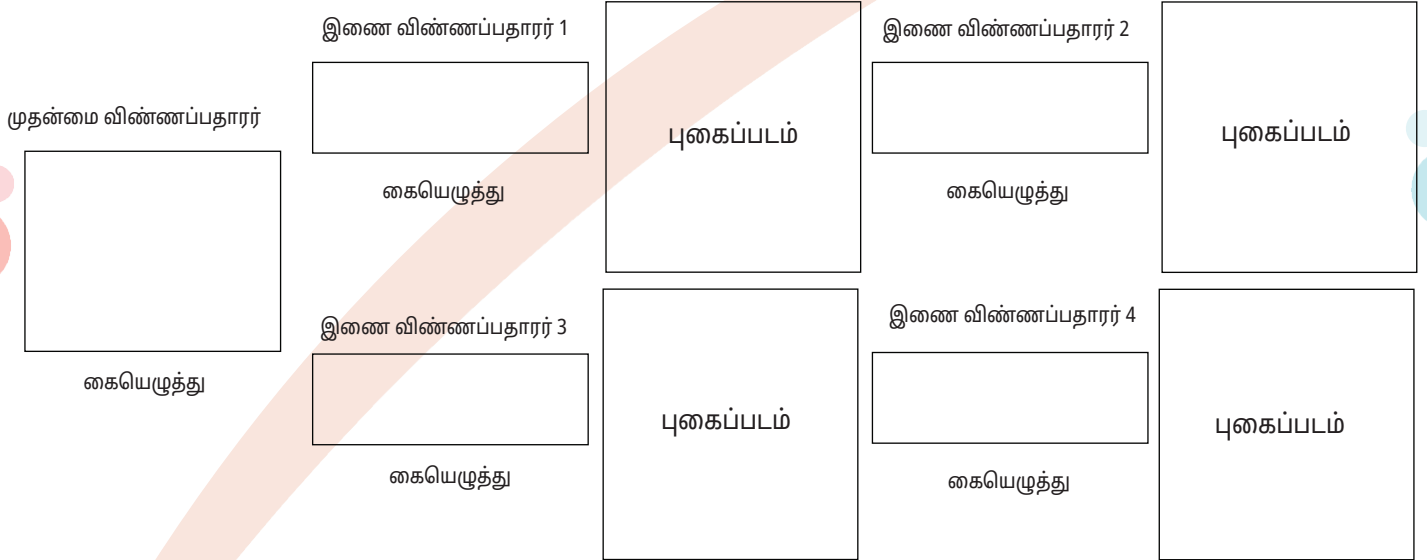 முதன்மை விண்ணப்பதாரர்
கையெழுத்து
இணை விண்ணப்பதாரர் 1
கையெழுத்து
புகைப்படம்
இணை விண்ணப்பதாரர் 2
கையெழுத்து
புகைப்படம்
இணை விண்ணப்பதாரர் 3
கையெழுத்து
புகைப்படம்
இணை விண்ணப்பதாரர் 4
கையெழுத்து
புகைப்படம்